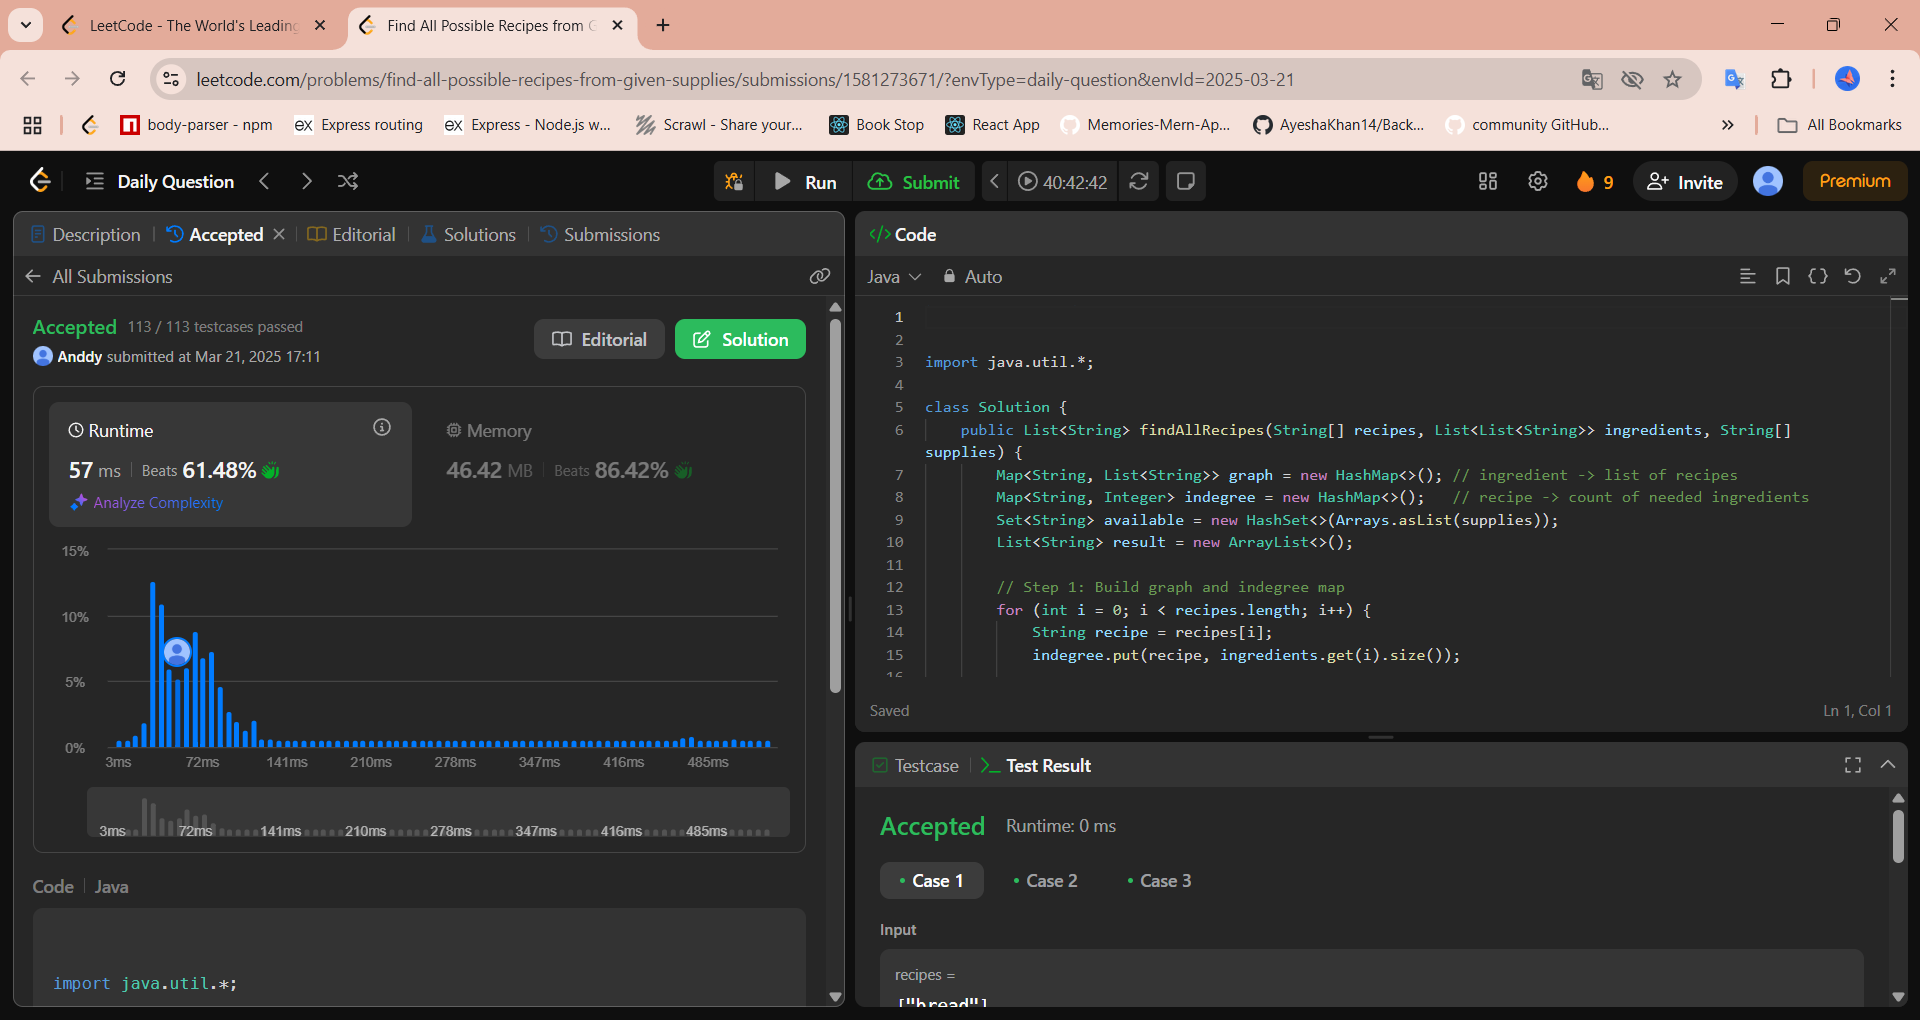 LeetCode - The World's Leading
Find All Possible Recipes from G
leetcode.com/problems/find-all-possible-recipes-from-given-supplies/submissions/1581273671/?envType=daily-question&envId=2025-03-21
body-parser - npm
ex Express routing
ex Express - Node.js w...
Scrawl - Share your...
Book Stop
React App
Memories-Mern-Ap...
AyeshaKhan14/Back...
community GitHub...
»
All Bookmarks
Daily Question
Run
Submit
40:42:42
9
Invite
Premium
Description
Accepted
Editorial
Solutions
Submissions
All Submissions
Accepted 113 / 113 testcases passed
Anddy submitted at Mar 21, 2025 17:11
Editorial
Solution
Runtime
57 ms
Beats 61.48%
Analyze Complexity
Memory
46.42 MB
Beats 86.42%
15%
10%
5%
0%
3ms 72ms 141ms 210ms 278ms 347ms 416ms 485ms
3ms 72ms 141ms 210ms 278ms 347ms 416ms 485ms
Code
Java
import java.util.*;
</> Code
Java
Auto
1
2
3 import java.util.*;
4
5 class Solution {
6 public List<String> findAllRecipes(String[] recipes, List<List<String>> ingredients, String[]
supplies) {
7 Map<String, List<String>> graph = new HashMap<>(); // ingredient -> list of recipes
8 Map<String, Integer> indegree = new HashMap<>(); // recipe -> count of needed ingredients
9 Set<String> available = new HashSet<>(Arrays.asList(supplies));
10 List<String> result = new ArrayList<>();
11
12 // Step 1: Build graph and indegree map
13 for (int i = 0; i < recipes.length; i++) {
14 String recipe = recipes[i];
15 indegree.put(recipe, ingredients.get(i).size());
16
Saved
Ln 1, Col 1
Testcase
Test Result
Accepted Runtime: 0 ms
Case 1
Case 2
Case 3
Input
recipes =
["bread"]